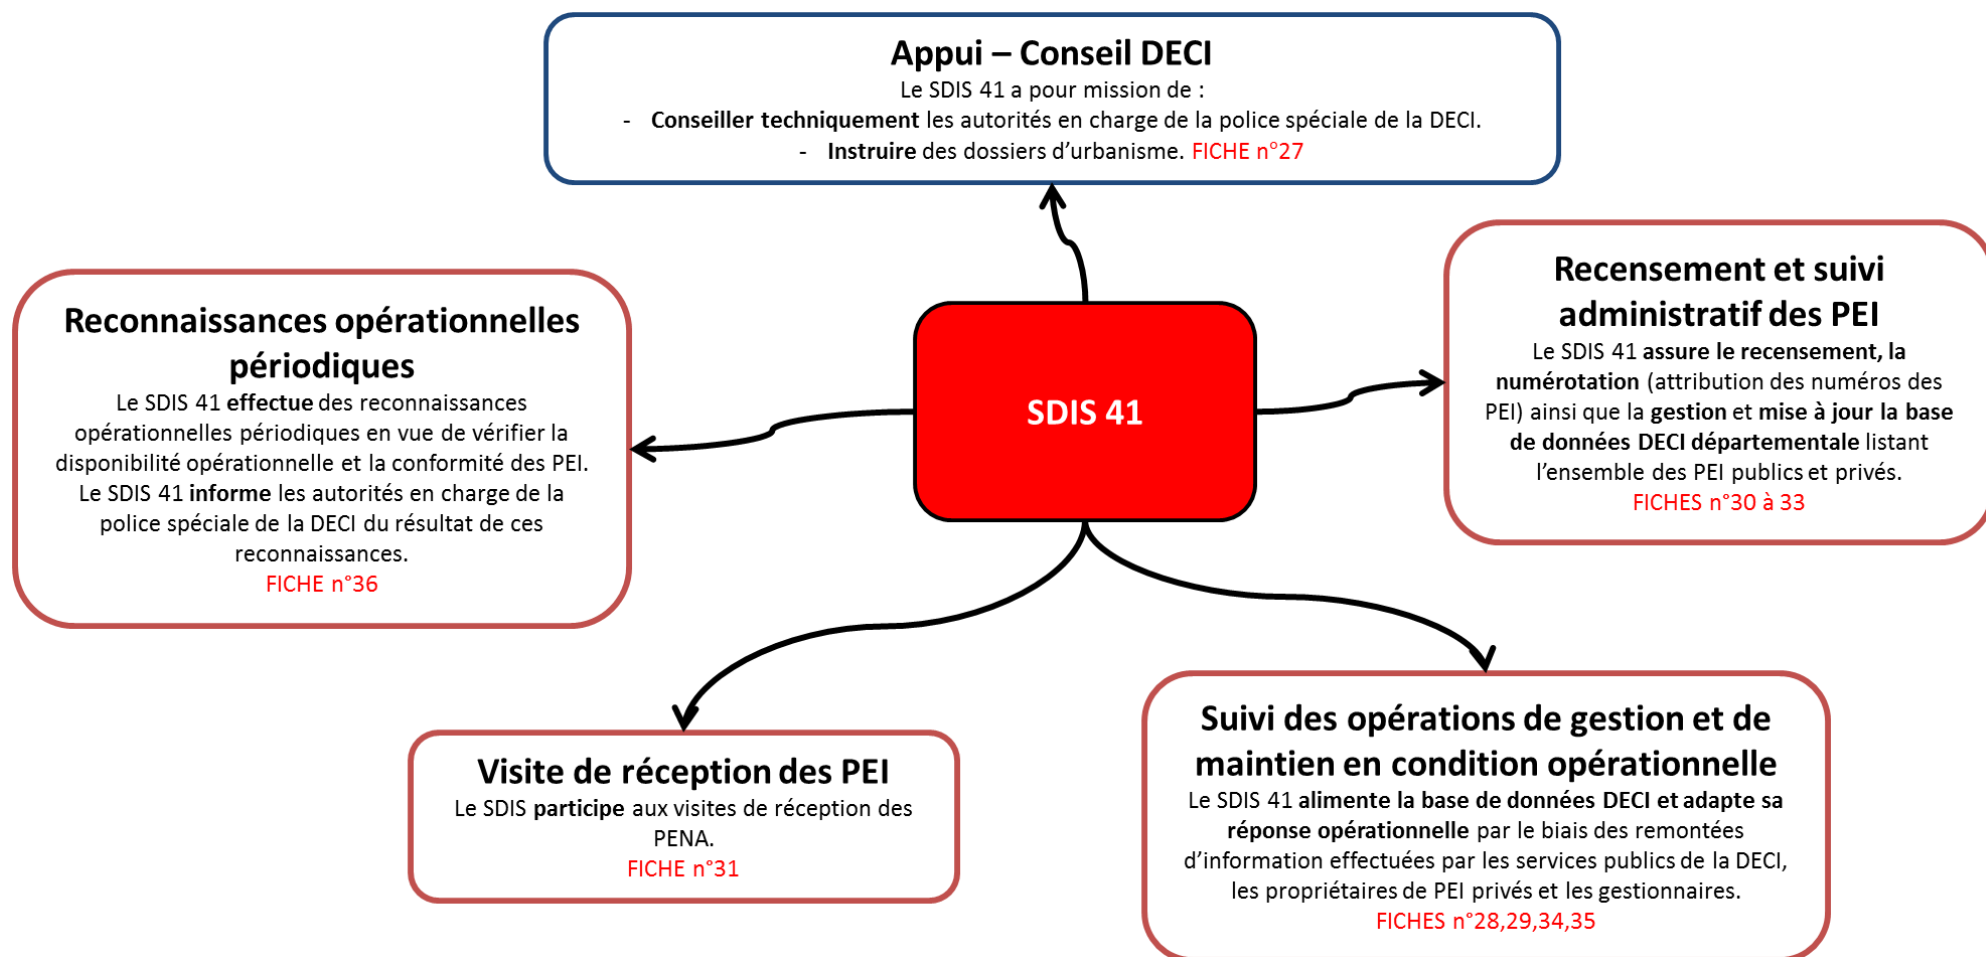 Appui – Conseil DECI
Le SDIS 41 a pour mission de :
- Conseiller techniquement les autorités en charge de la police spéciale de la DECI.
- Instruire des dossiers d’urbanisme. FICHE n°27
Reconnaissances opérationnelles
périodiques
Le SDIS 41 effectue des reconnaissances
opérationnelles périodiques en vue de vérifier la
disponibilité opérationnelle et la conformité des PEI.
Le SDIS 41 informe les autorités en charge de la
police spéciale de la DECI du résultat de ces
reconnaissances.
FICHE n°36
SDIS 41
Recensement et suivi
administratif des PEI
Le SDIS 41 assure le recensement, la
numérotation (attribution des numéros des
PEI) ainsi que la gestion et mise à jour la base
de données DECI départementale listant
l’ensemble des PEI publics et privés.
FICHES n°30 à 33
Visite de réception des PEI
Le SDIS participe aux visites de réception des
PENA.
FICHE n°31
Suivi des opérations de gestion et de
maintien en condition opérationnelle
Le SDIS 41 alimente la base de données DECI et adapte sa
réponse opérationnelle par le biais des remontées
d’information effectuées par les services publics de la DECI,
les propriétaires de PEI privés et les gestionnaires.
FICHES n°28,29,34,35